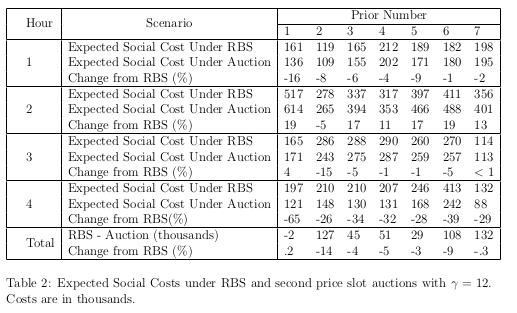 Hour Scenario Prior Number
1 2 3 4 5 6 7
Expected Social Cost Under RBS 161 119 165 212 189 182 198
1 Expected Social Cost Under Auction 136 109 155 202 171 180 195
Change from RBS (%) -16 -8 -6 -4 -9 -1 -2
Expected Social Cost Under RBS 517 278 337 317 397 411 356
2 Expected Social Cost Under Auction 614 265 394 353 466 488 401
Change from RBS (%) 19 -5 17 11 17 19 13
Expected Social Cost Under RBS 165 286 288 290 260 270 114
3 Expected Social Cost Under Auction 171 243 275 287 259 257 113
Change from RBS (%) 4 -15 -5 -1 -1 -5 < 1
Expected Social Cost Under RBS 197 210 210 207 246 413 132
4 Expected Social Cost Under Auction 121 148 130 131 168 242 88
Change from RBS(%) -65 -26 -34 -32 -28 -39 -29
Total RBS - Auction (thousands) -2 127 45 51 29 108 132
Change from RBS (%) .2 -14 -4 -5 -3 -9 -.3
Table 2: Expected Social Costs under RBS and second price slot auctions with γ = 12.
Costs are in thousands.